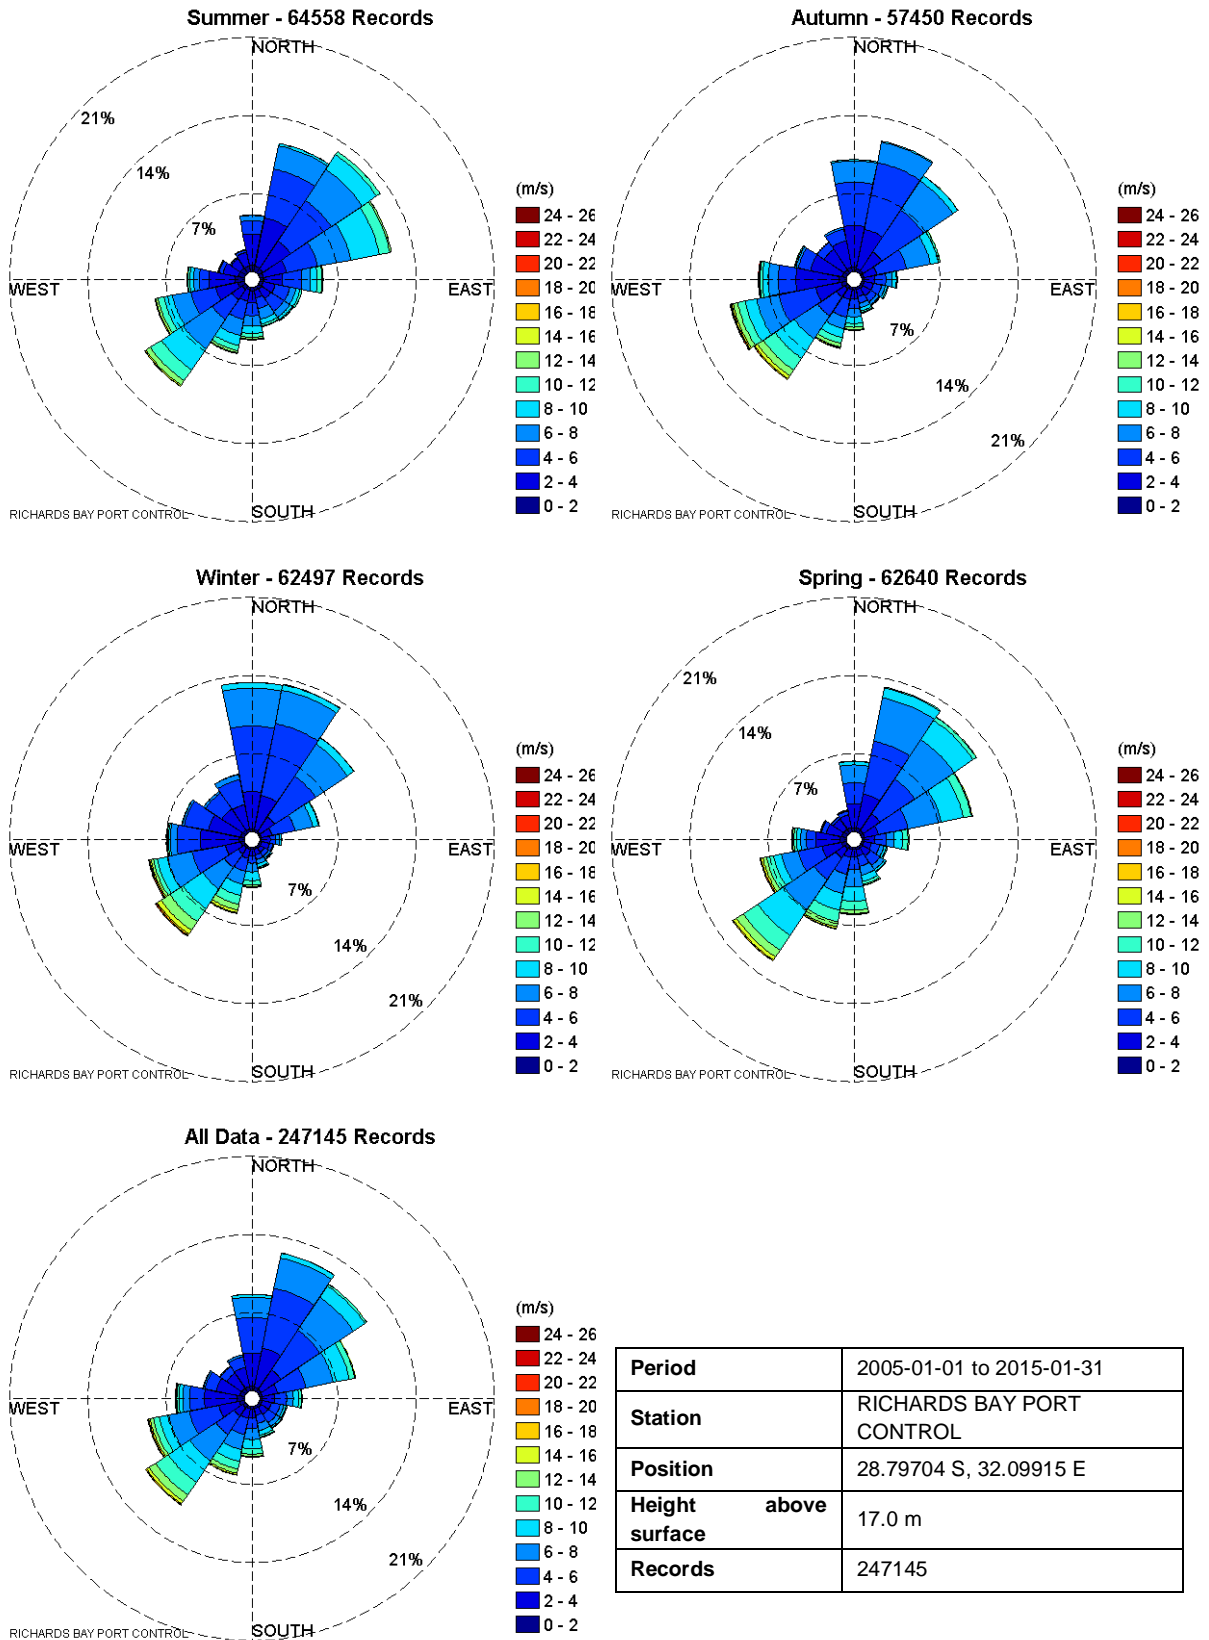 Summer - 64558 Records
NORTH
21%
14%
7%
WEST
EAST
SOUTH
RICHARDS BAY PORT CONTROL
(m/s)
24 - 26
22 - 24
20 - 22
18 - 20
16 - 18
14 - 16
12 - 14
10 - 12
8 - 10
6 - 8
4 - 6
2 - 4
0 - 2
Autumn - 57450 Records
NORTH
WEST
EAST
7%
14%
21%
SOUTH
RICHARDS BAY PORT CONTROL
(m/s)
24 - 26
22 - 24
20 - 22
18 - 20
16 - 18
14 - 16
12 - 14
10 - 12
8 - 10
6 - 8
4 - 6
2 - 4
0 - 2
Winter - 62497 Records
NORTH
WEST
EAST
7%
14%
21%
SOUTH
RICHARDS BAY PORT CONTROL
(m/s)
24 - 26
22 - 24
20 - 22
18 - 20
16 - 18
14 - 16
12 - 14
10 - 12
8 - 10
6 - 8
4 - 6
2 - 4
0 - 2
Spring - 62640 Records
NORTH
21%
14%
7%
WEST
EAST
SOUTH
RICHARDS BAY PORT CONTROL
(m/s)
24 - 26
22 - 24
20 - 22
18 - 20
16 - 18
14 - 16
12 - 14
10 - 12
8 - 10
6 - 8
4 - 6
2 - 4
0 - 2
All Data - 247145 Records
NORTH
WEST
EAST
7%
14%
21%
SOUTH
RICHARDS BAY PORT CONTROL
(m/s)
24 - 26
22 - 24
20 - 22
18 - 20
16 - 18
14 - 16
12 - 14
10 - 12
8 - 10
6 - 8
4 - 6
2 - 4
0 - 2
Period 2005-01-01 to 2015-01-31
Station RICHARDS BAY PORT
CONTROL
Position 28.79704 S, 32.09915 E
Height above
surface 17.0 m
Records 247145